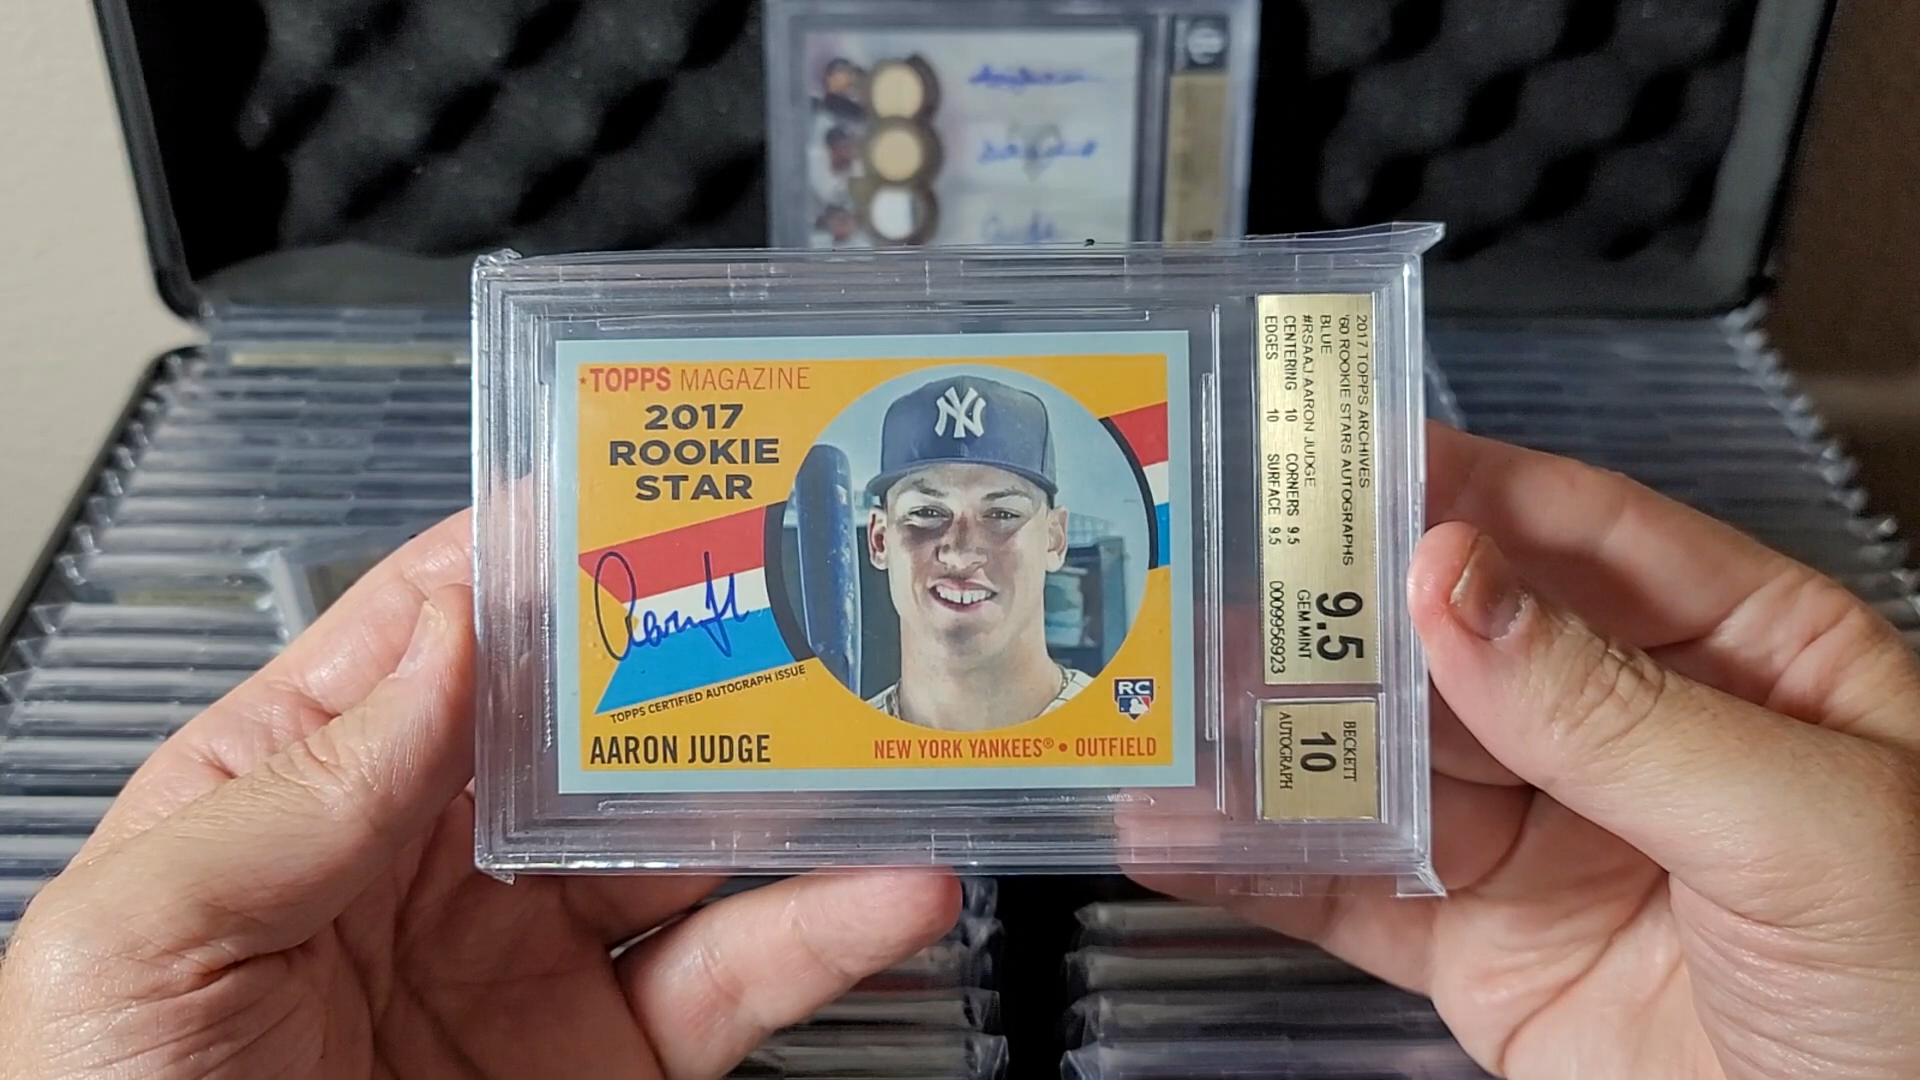 ★TOPPS MAGAZINE
2017
ROOKIE
STAR
Aaron J
TOPPS CERTIFIED AUTOGRAPH ISSUE
AARON JUDGE
NY
RC
NEW YORK YANKEES® • OUTFIELD
2017 TOPPS ARCHIVES
'60 ROOKIE STARS AUTOGRAPHS
#RSAAJ AARON JUDGE
BLUE
CENTERING 10 CORNERS 9.5
EDGES 10 SURFACE 9.5
9.5
GEM MINT
0009956923
BECKETT
10
AUTOGRAPH